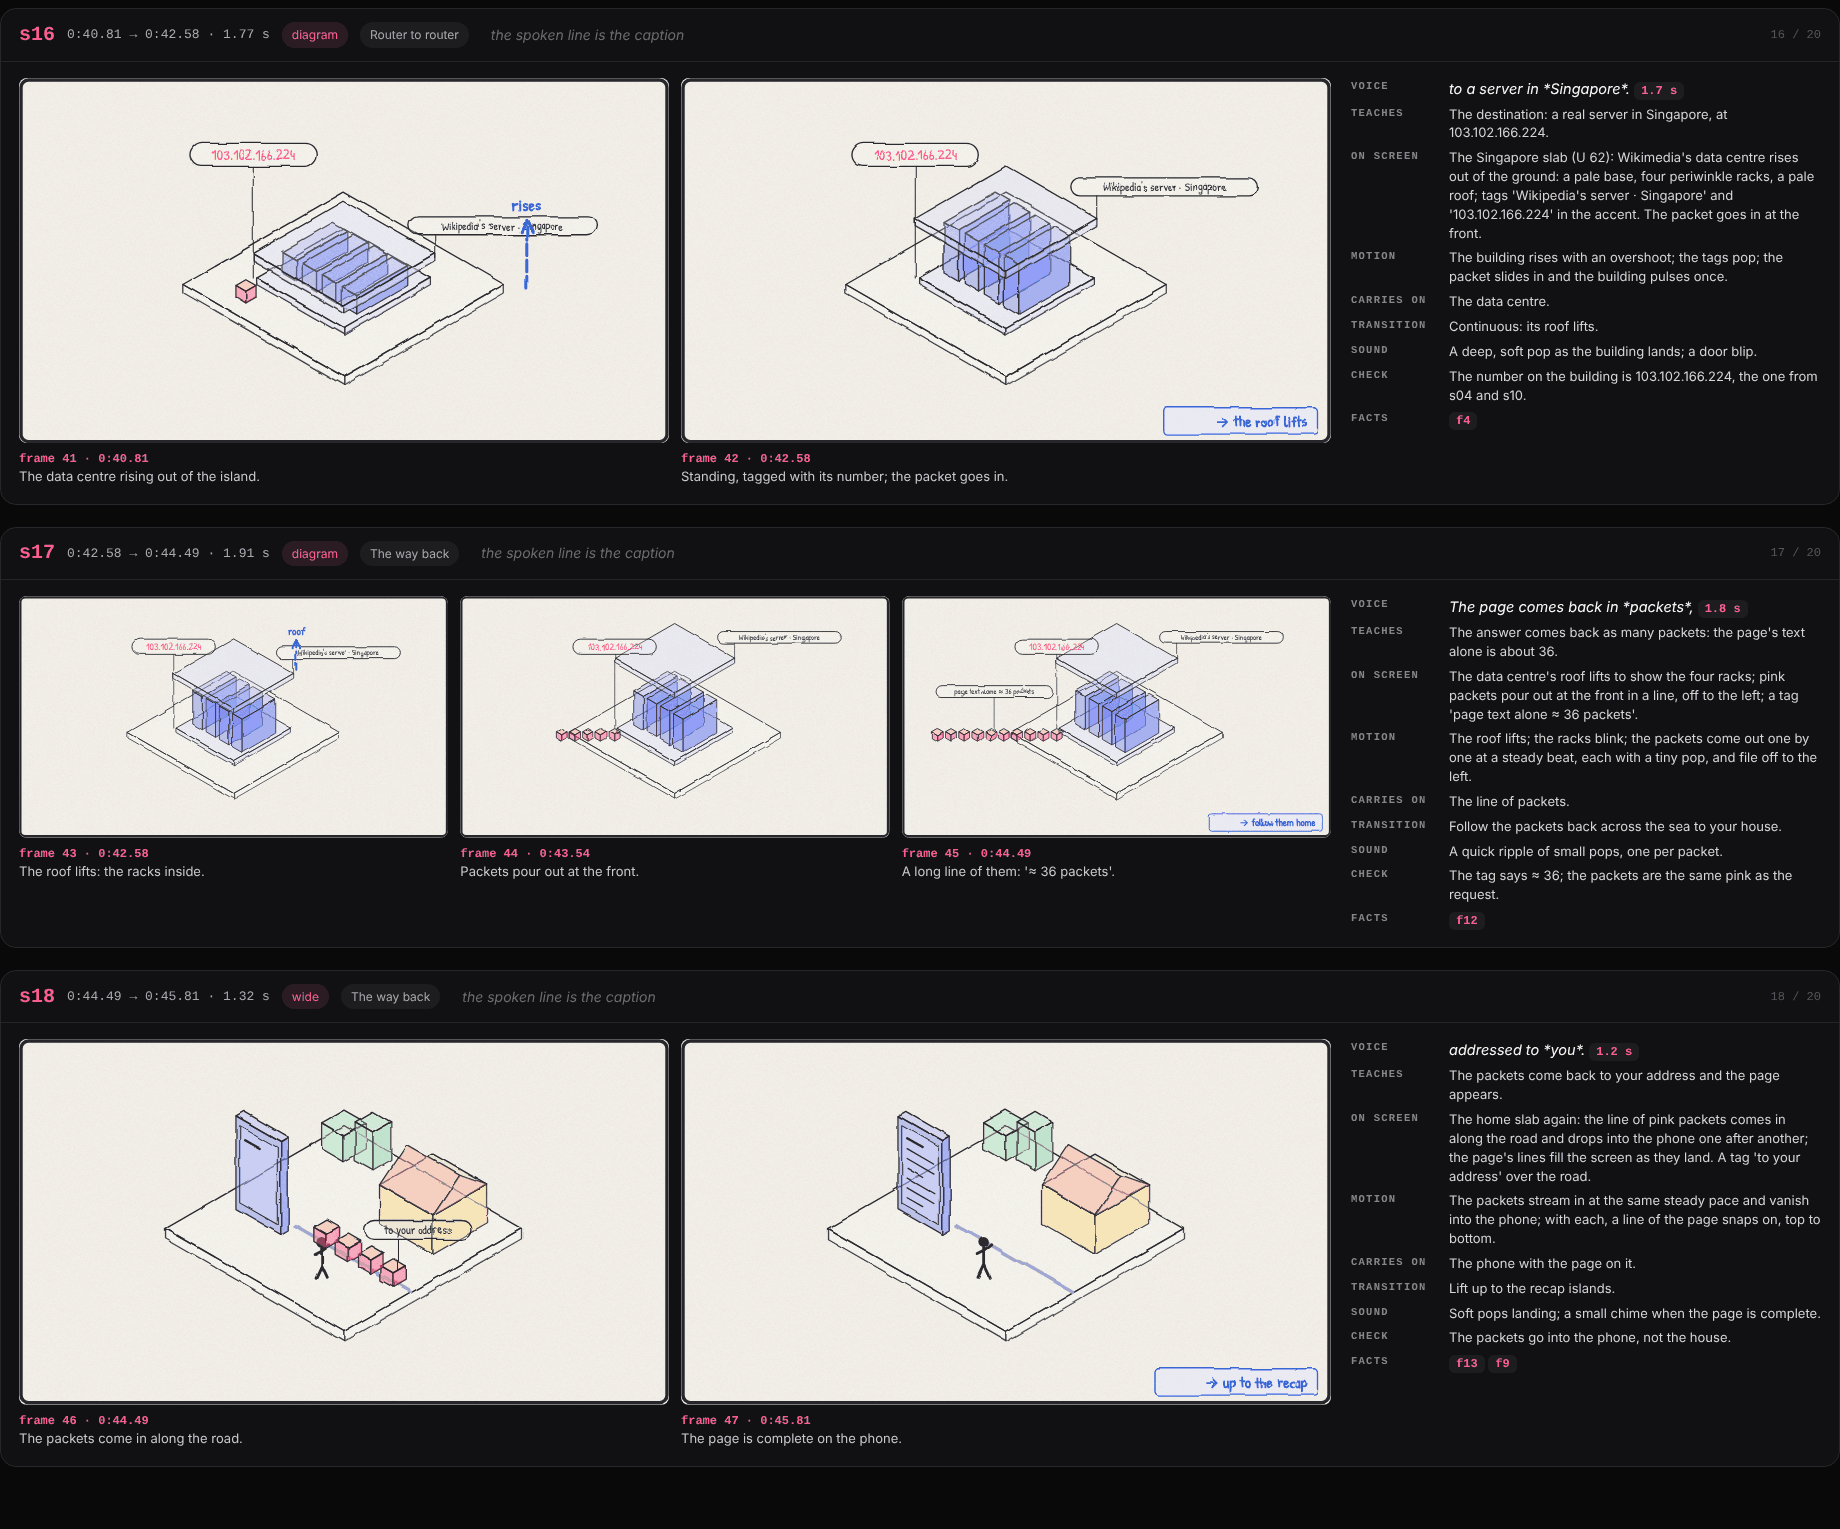 s16 0:40.81 → 0:42.58 · 1.77 s diagram Router to router the spoken line is the caption 16 / 20
103.102.166.224
rises
Wikipedia's server · Singapore
103.102.166.224
Wikipedia's server · Singapore
→ the roof lifts
frame 41 · 0:40.81
The data centre rising out of the island.
frame 42 · 0:42.58
Standing, tagged with its number; the packet goes in.
VOICE to a server in *Singapore*. 1.7 s
TEACHES The destination: a real server in Singapore, at
103.102.166.224.
ON SCREEN The Singapore slab (U 62): Wikimedia's data centre rises
out of the ground: a pale base, four periwinkle racks, a pale
roof; tags 'Wikipedia's server · Singapore' and
'103.102.166.224' in the accent. The packet goes in at the
front.
MOTION The building rises with an overshoot; the tags pop; the
packet slides in and the building pulses once.
CARRIES ON The data centre.
TRANSITION Continuous: its roof lifts.
SOUND A deep, soft pop as the building lands; a door blip.
CHECK The number on the building is 103.102.166.224, the one from
s04 and s10.
FACTS f4
s17 0:42.58 → 0:44.49 · 1.91 s diagram The way back the spoken line is the caption 17 / 20
roof
103.102.166.224
Wikipedia's server · Singapore
103.102.166.224
Wikipedia's server · Singapore
103.102.166.224
Wikipedia's server · Singapore
page text alone ≈ 36 packets
→ follow them home
frame 43 · 0:42.58
The roof lifts: the racks inside.
frame 44 · 0:43.54
Packets pour out at the front.
frame 45 · 0:44.49
A long line of them: '≈ 36 packets'.
VOICE The page comes back in *packets*, 1.8 s
TEACHES The answer comes back as many packets: the page's text
alone is about 36.
ON SCREEN The data centre's roof lifts to show the four racks; pink
packets pour out at the front in a line, off to the left; a tag
'page text alone ≈ 36 packets'.
MOTION The roof lifts; the racks blink; the packets come out one by
one at a steady beat, each with a tiny pop, and file off to the
left.
CARRIES ON The line of packets.
TRANSITION Follow the packets back across the sea to your house.
SOUND A quick ripple of small pops, one per packet.
CHECK The tag says ≈ 36; the packets are the same pink as the
request.
FACTS f12
s18 0:44.49 → 0:45.81 · 1.32 s wide The way back the spoken line is the caption 18 / 20
to your address
→ up to the recap
frame 46 · 0:44.49
The packets come in along the road.
frame 47 · 0:45.81
The page is complete on the phone.
VOICE addressed to *you*. 1.2 s
TEACHES The packets come back to your address and the page
appears.
ON SCREEN The home slab again: the line of pink packets comes in
along the road and drops into the phone one after another;
the page's lines fill the screen as they land. A tag 'to your
address' over the road.
MOTION The packets stream in at the same steady pace and vanish
into the phone; with each, a line of the page snaps on, top to
bottom.
CARRIES ON The phone with the page on it.
TRANSITION Lift up to the recap islands.
SOUND Soft pops landing; a small chime when the page is complete.
CHECK The packets go into the phone, not the house.
FACTS f13 f9